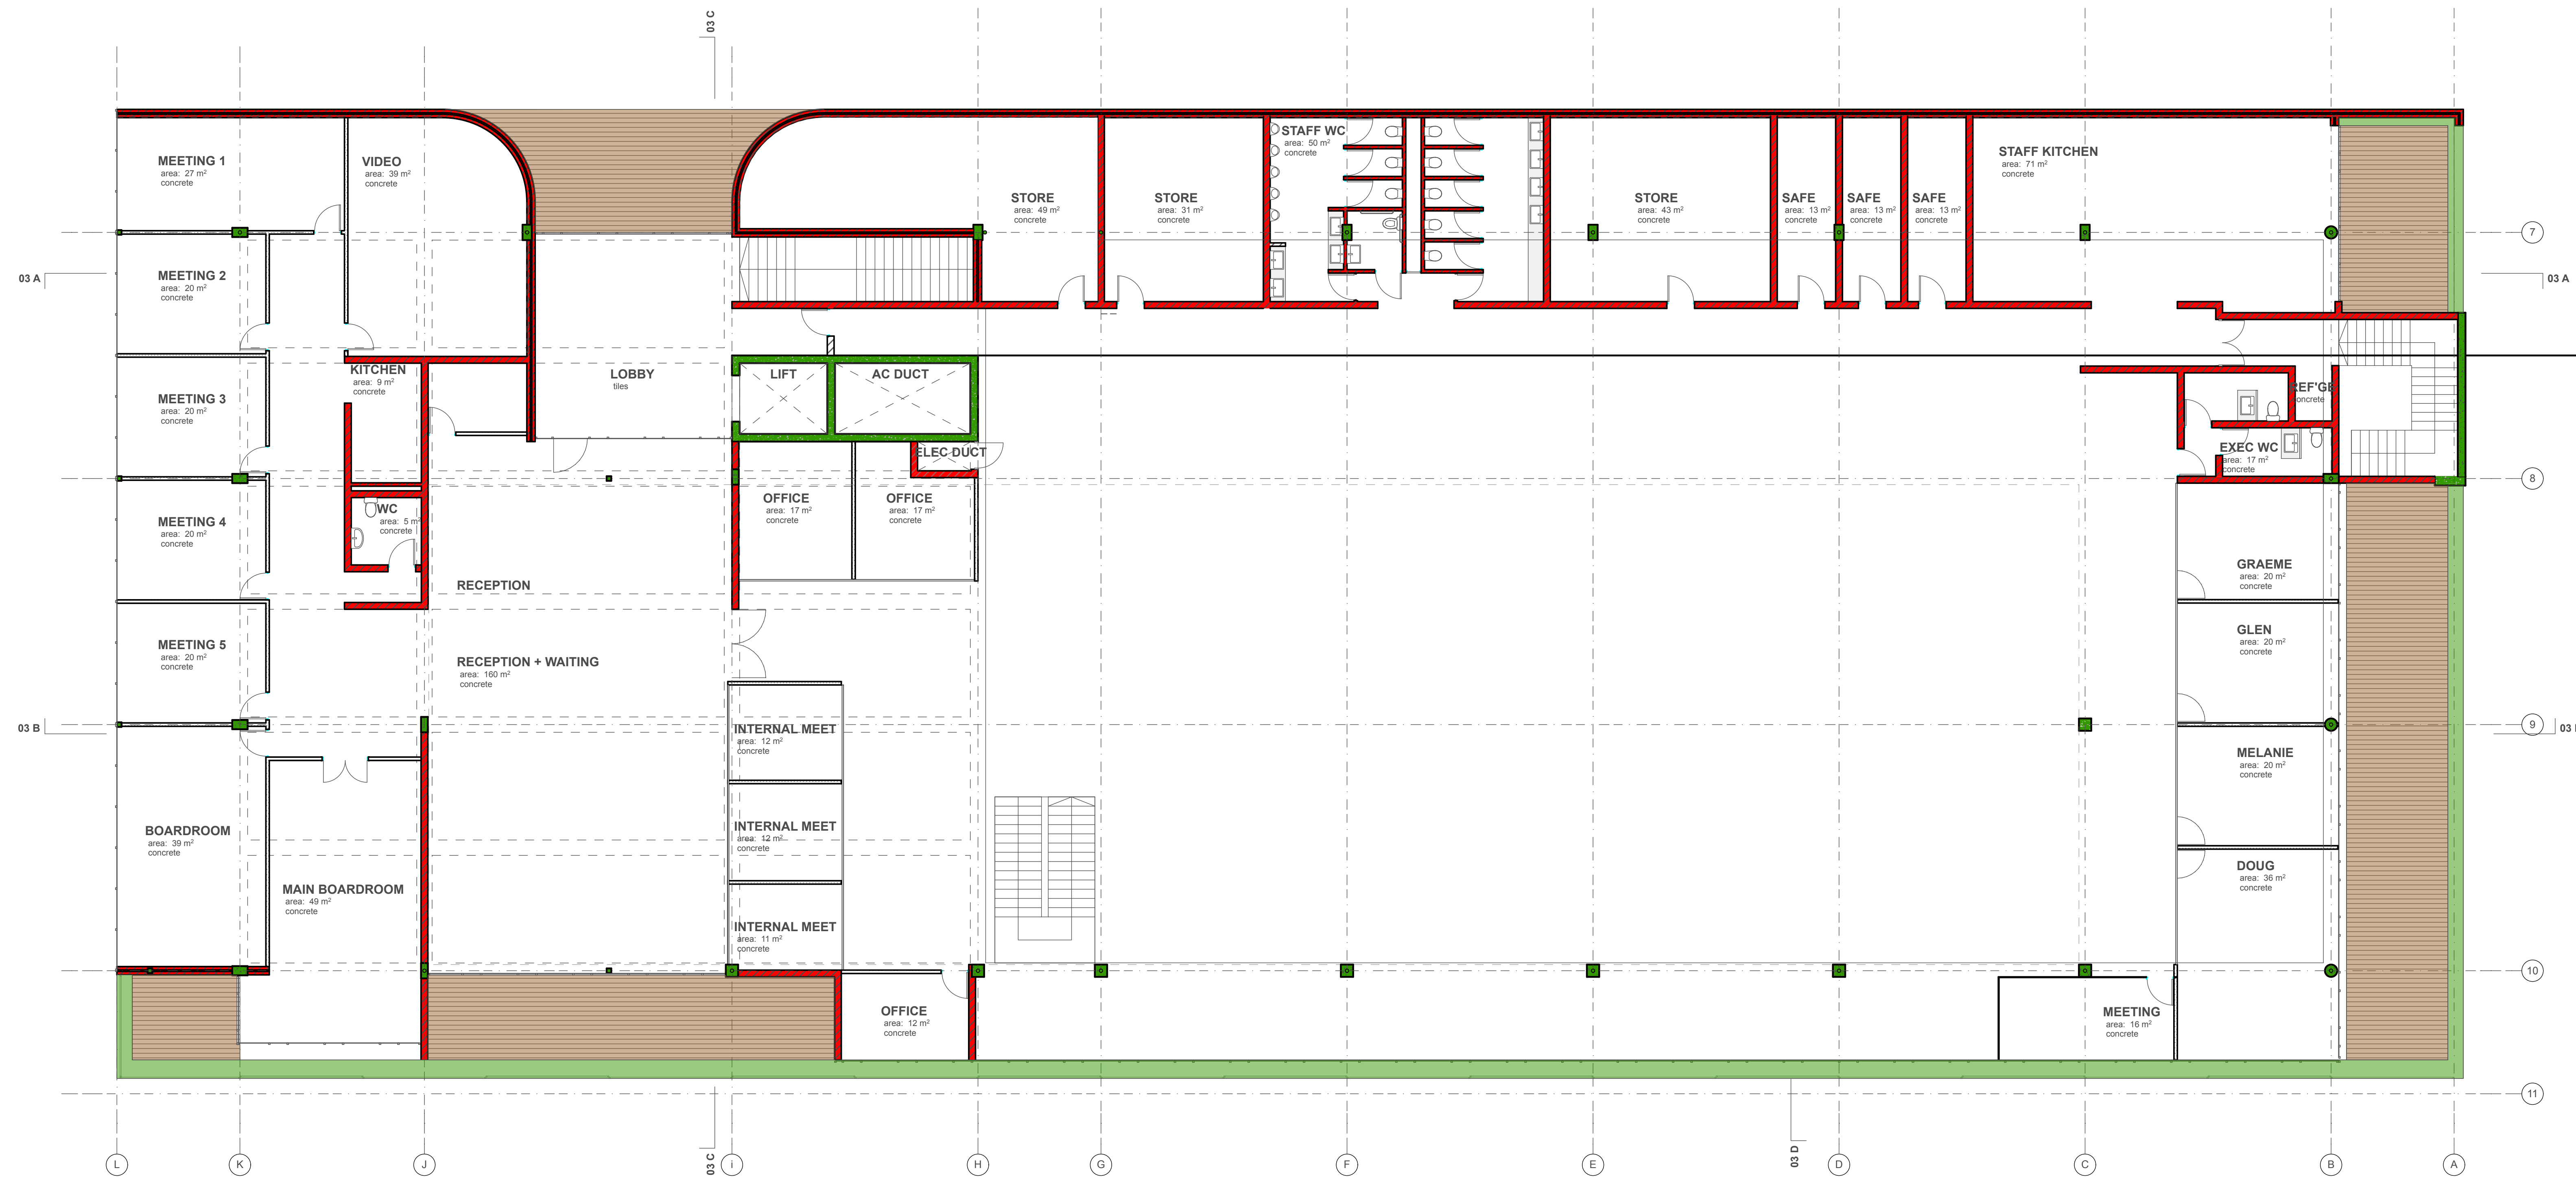 03 C
STAFF WC
area: 50 m²
concrete
STAFF KITCHEN
area: 71 m²
concrete
MEETING 1
area: 27 m²
concrete
VIDEO
area: 39 m²
concrete
STORE
area: 49 m²
concrete
STORE
area: 31 m²
concrete
STORE
area: 43 m²
concrete
SAFE
area: 13 m²
concrete
SAFE
area: 13 m²
concrete
SAFE
area: 13 m²
concrete
7
03 A
MEETING 2
area: 20 m²
concrete
03 A
KITCHEN
area: 9 m²
concrete
LOBBY
tiles
LIFT
AC DUCT
REF'GE
concrete
MEETING 3
area: 20 m²
concrete
ELEC DUCT
EXEC WC
area: 17 m²
concrete
8
OFFICE
area: 17 m²
concrete
OFFICE
area: 17 m²
concrete
WC
area: 5 m²
concrete
MEETING 4
area: 20 m²
concrete
RECEPTION
GRAEME
area: 20 m²
concrete
GLEN
area: 20 m²
concrete
MEETING 5
area: 20 m²
concrete
RECEPTION + WAITING
area: 160 m²
concrete
03 B
INTERNAL MEET
area: 12 m²
concrete
MELANIE
area: 20 m²
concrete
9
03
BOARDROOM
area: 39 m²
concrete
INTERNAL MEET
area: 12 m²
concrete
DOUG
area: 36 m²
concrete
MAIN BOARDROOM
area: 49 m²
concrete
INTERNAL MEET
area: 11 m²
concrete
10
OFFICE
area: 12 m²
concrete
MEETING
area: 16 m²
concrete
11
03 C
03 D
L
K
J
i
H
G
F
E
D
C
B
A